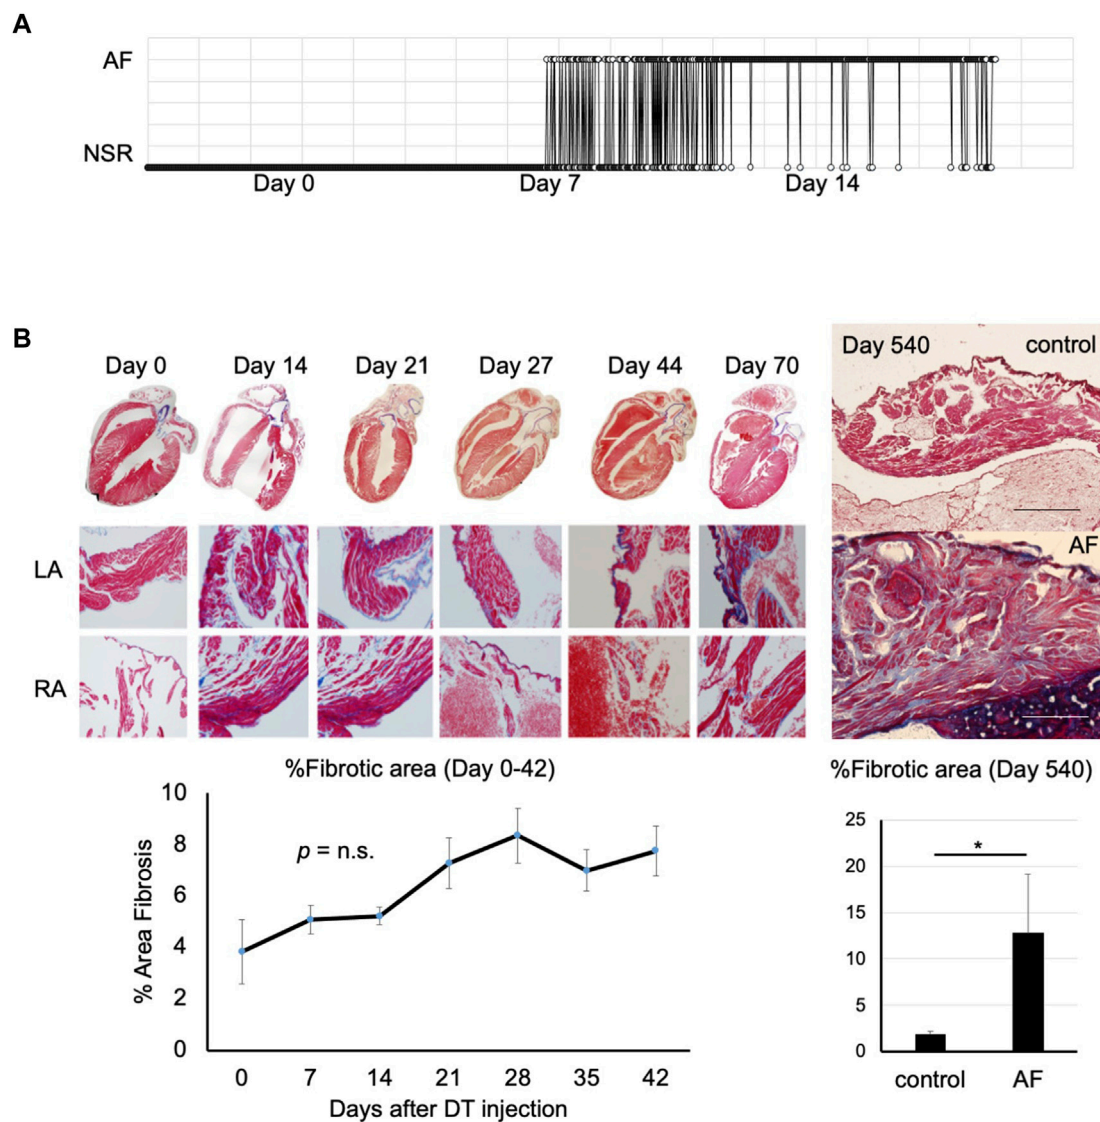 A
AF
NSR
Day 0 Day 7 Day 14
B
Day 0 Day 14 Day 21 Day 27 Day 44 Day 70
LA
RA
Day 540 control
AF
%Fibrotic area (Day 0-42)
% Area Fibrosis
10
8
6
4
2
0
p = n.s.
0 7 14 21 28 35 42
Days after DT injection
%Fibrotic area (Day 540)
25
20
15
10
5
0
*
control AF